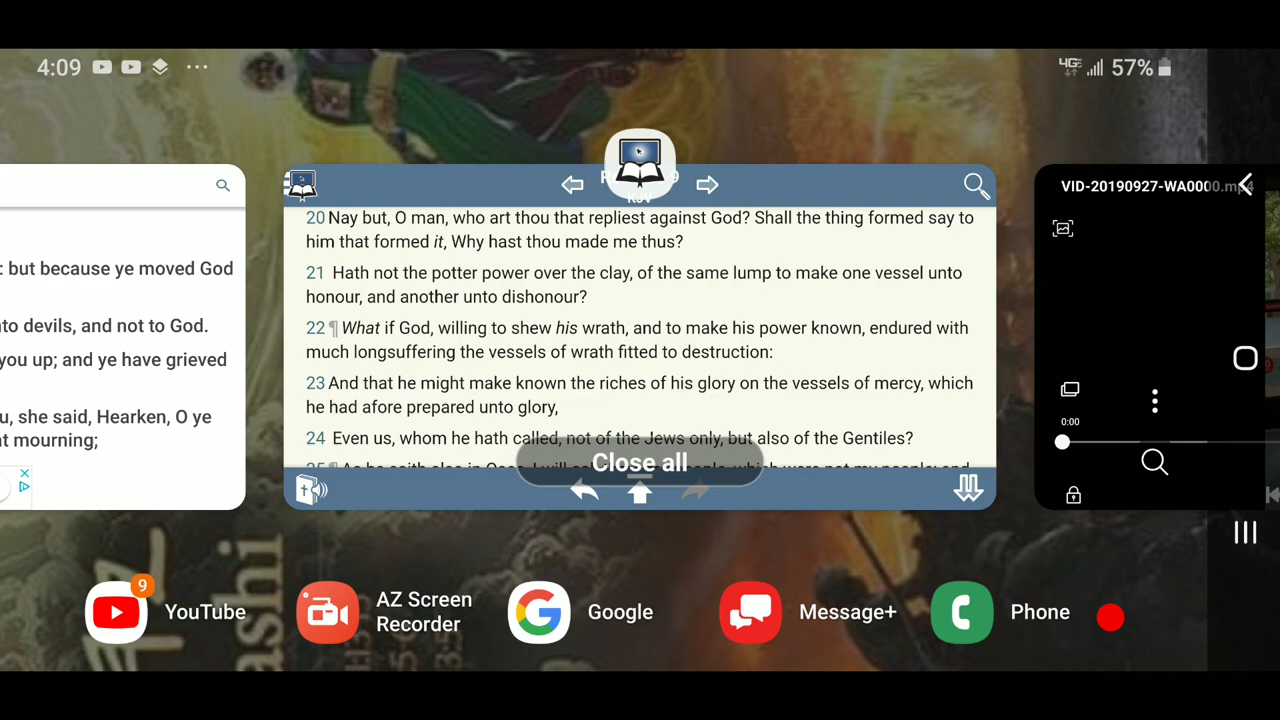 4:09
57%
: but because ye moved God
to devils, and not to God.
you up; and ye have grieved
u, she said, Hearken, O ye
at mourning;
KJV
20 Nay but, O man, who art thou that repliest against God? Shall the thing formed say to
him that formed it, Why hast thou made me thus?
21 Hath not the potter power over the clay, of the same lump to make one vessel unto
honour, and another unto dishonour?
22 ¶ What if God, willing to shew his wrath, and to make his power known, endured with
much longsuffering the vessels of wrath fitted to destruction:
23 And that he might make known the riches of his glory on the vessels of mercy, which
he had afore prepared unto glory,
24 Even us, whom he hath called, not of the Jews only, but also of the Gentiles?
Close all
VID-20190927-WA0000.mp4
0:00
9
YouTube
AZ Screen
Recorder
Google
Message+
Phone
ashi